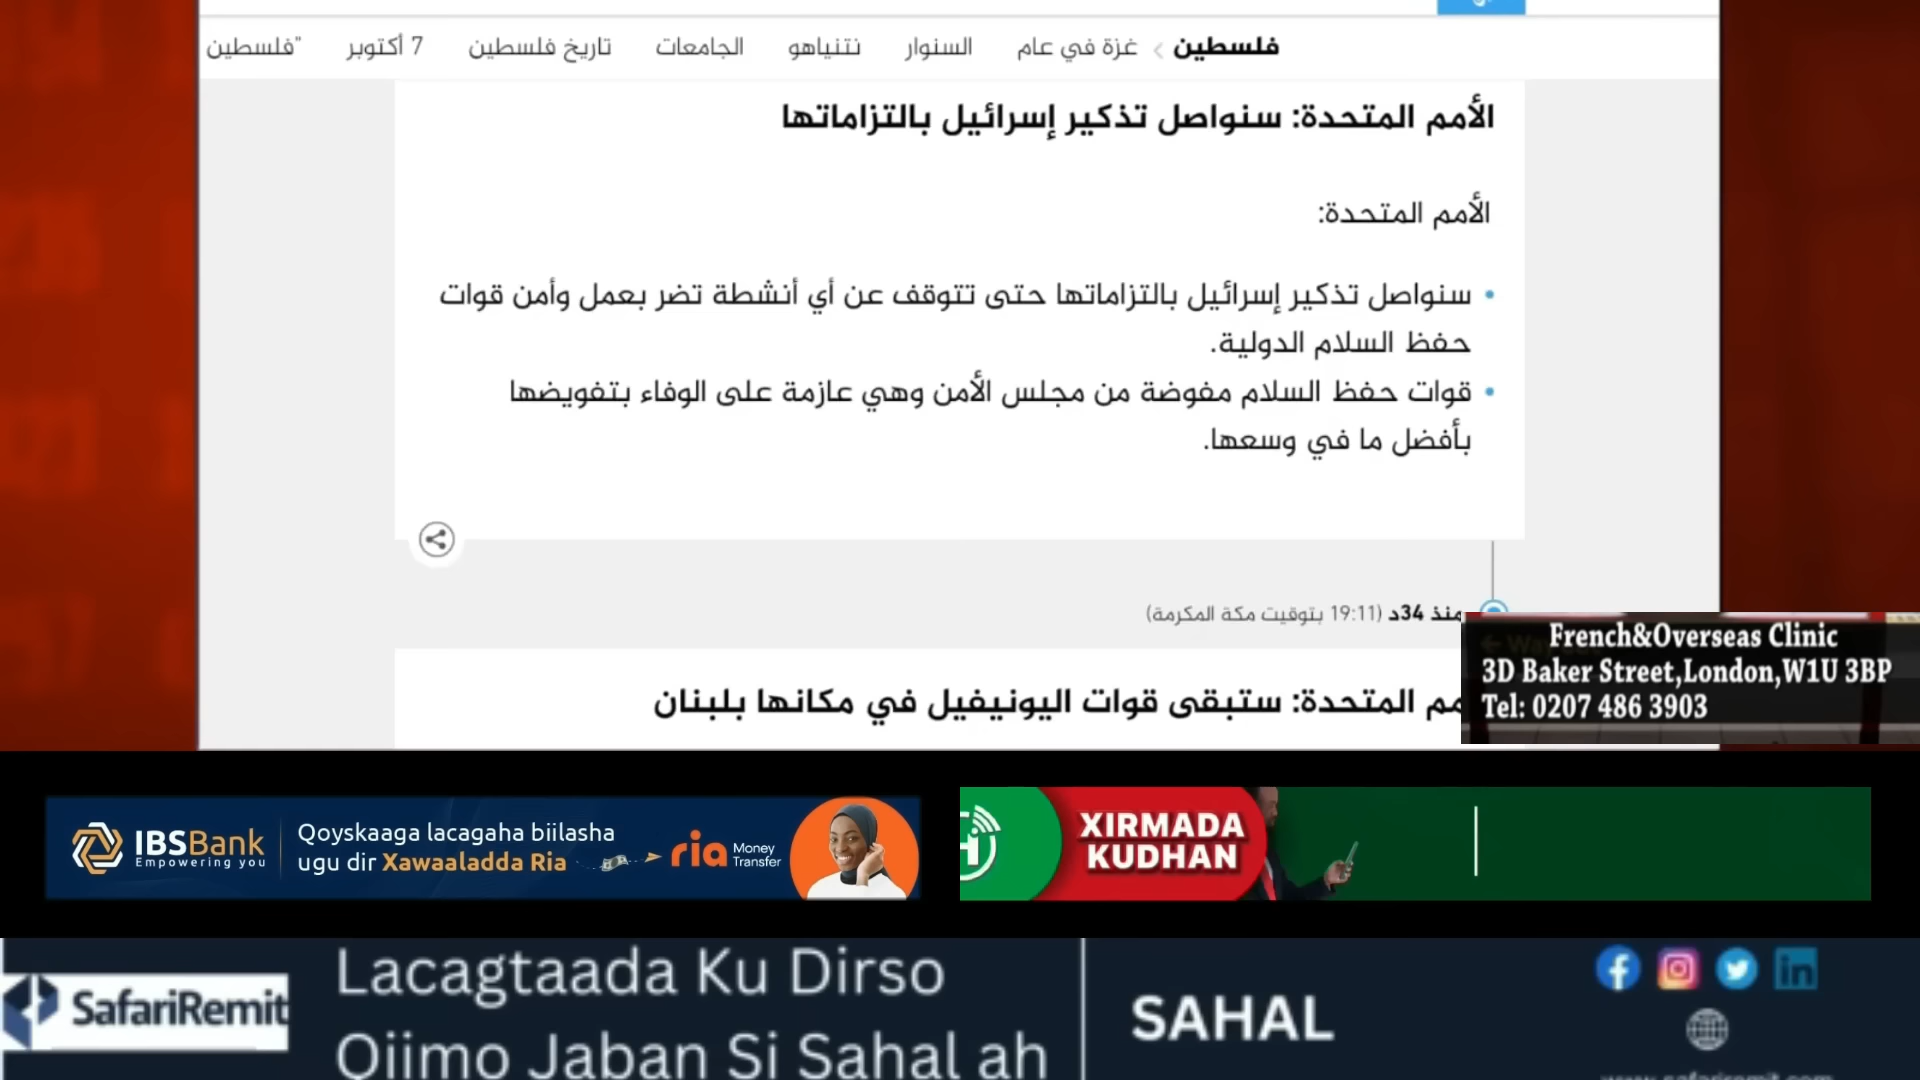 فلسطين › غزة في عام السنوار نتنياهو الجامعات تاريخ فلسطين 7 أكتوبر "فلسطين
الأمم المتحدة: سنواصل تذكير إسرائيل بالتزاماتها
الأمم المتحدة:
• سنواصل تذكير إسرائيل بالتزاماتها حتى تتوقف عن أي أنشطة تضر بعمل وأمن قوات
حفظ السلام الدولية.
• قوات حفظ السلام مفوضة من مجلس الأمن وهي عازمة على الوفاء بتفويضها
بأفضل ما في وسعها.
منذ 34د (19:11 بتوقيت مكة المكرمة)
المتحدة: ستبقى قوات اليونيفيل في مكانها بلبنان
French&Overseas Clinic
3D Baker Street,London,W1U 3BP
Tel: 0207 486 3903
IBSBank
Empowering you
Qoyskaaga lacagaha biilasha
ugu dir Xawaaladda Ria
ria Money
Transfer
XIRMADA
KUDHAN
SafariRemit
Lacagtaada Ku Dirso
Qiimo Jaban Si Sahal ah
SAHAL